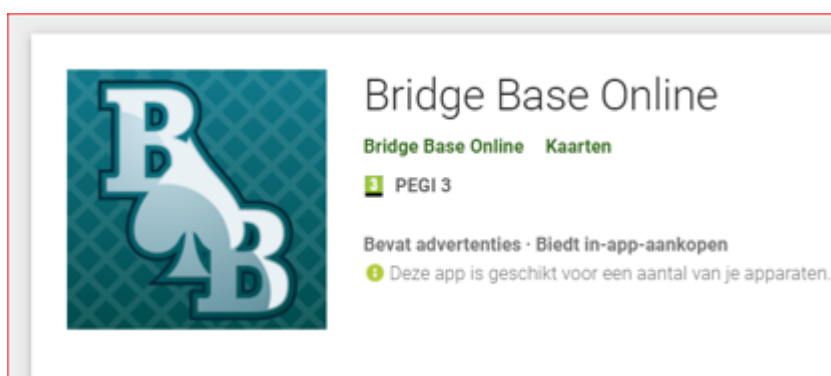 B
B
Bridge Base Online
Bridge Base Online Kaarten
3 PEGI 3
Bevat advertenties · Biedt in-app-aankopen
Deze app is geschikt voor een aantal van je apparaten.